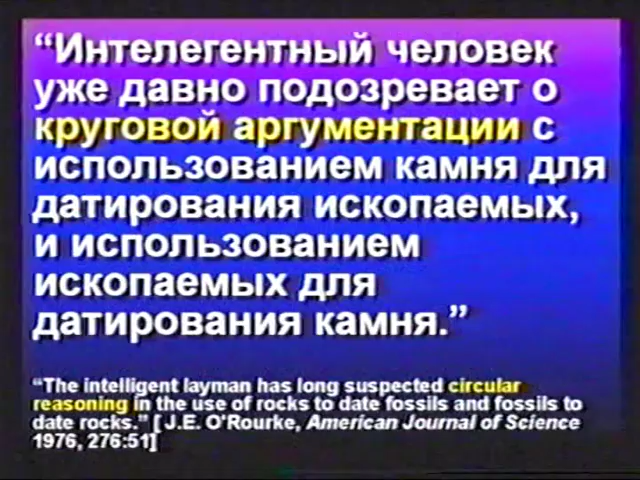 “Интелегентный человек
уже давно подозревает о
круговой аргументации с
использованием камня для
датирования ископаемых,
и использованием
ископаемых для
датирования камня.”
“The intelligent layman has long suspected circular
reasoning in the use of rocks to date fossils and fossils to
date rocks.” [ J.E. O'Rourke, American Journal of Science
1976, 276:51]